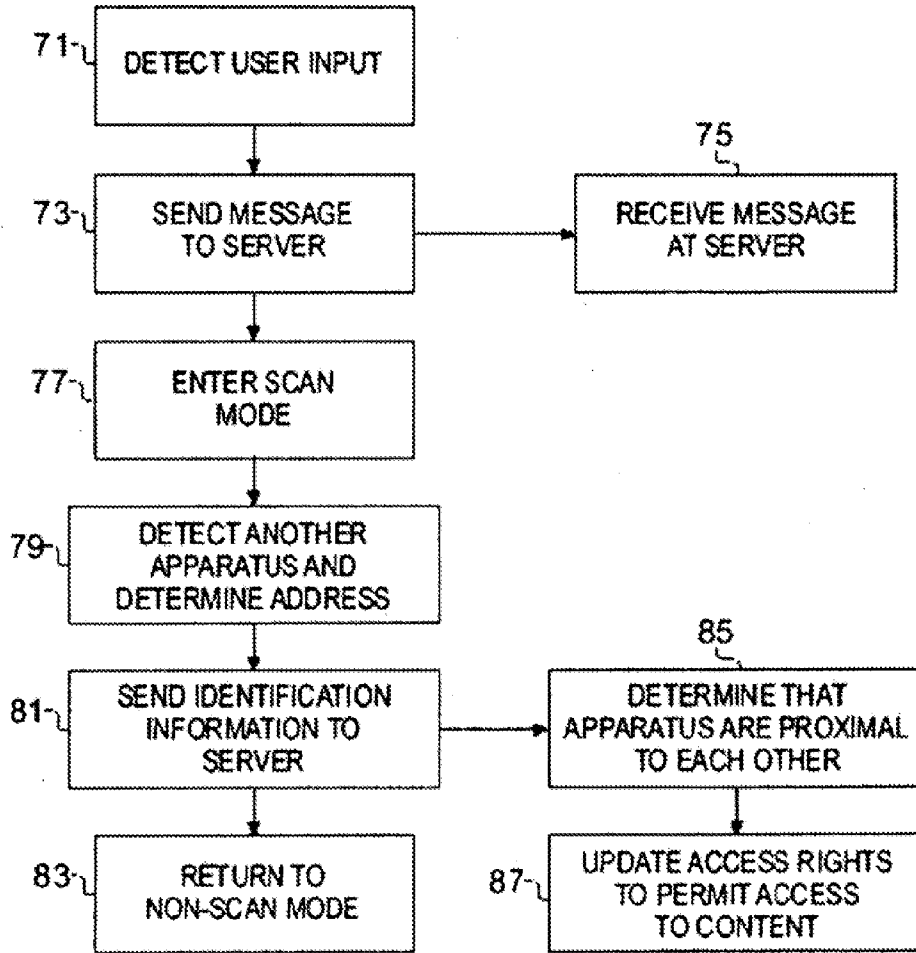 71
DETECT USER INPUT
73
SEND MESSAGE
TO SERVER
75
RECEIVE MESSAGE
AT SERVER
77
ENTER SCAN
MODE
79
DETECT ANOTHER
APPARATUS AND
DETERMINE ADDRESS
81
SEND IDENTIFICATION
INFORMATION TO
SERVER
85
DETERMINE THAT
APPARATUS ARE PROXIMAL
TO EACH OTHER
83
RETURN TO
NON-SCAN MODE
87
UPDATE ACCESS RIGHTS
TO PERMIT ACCESS
TO CONTENT